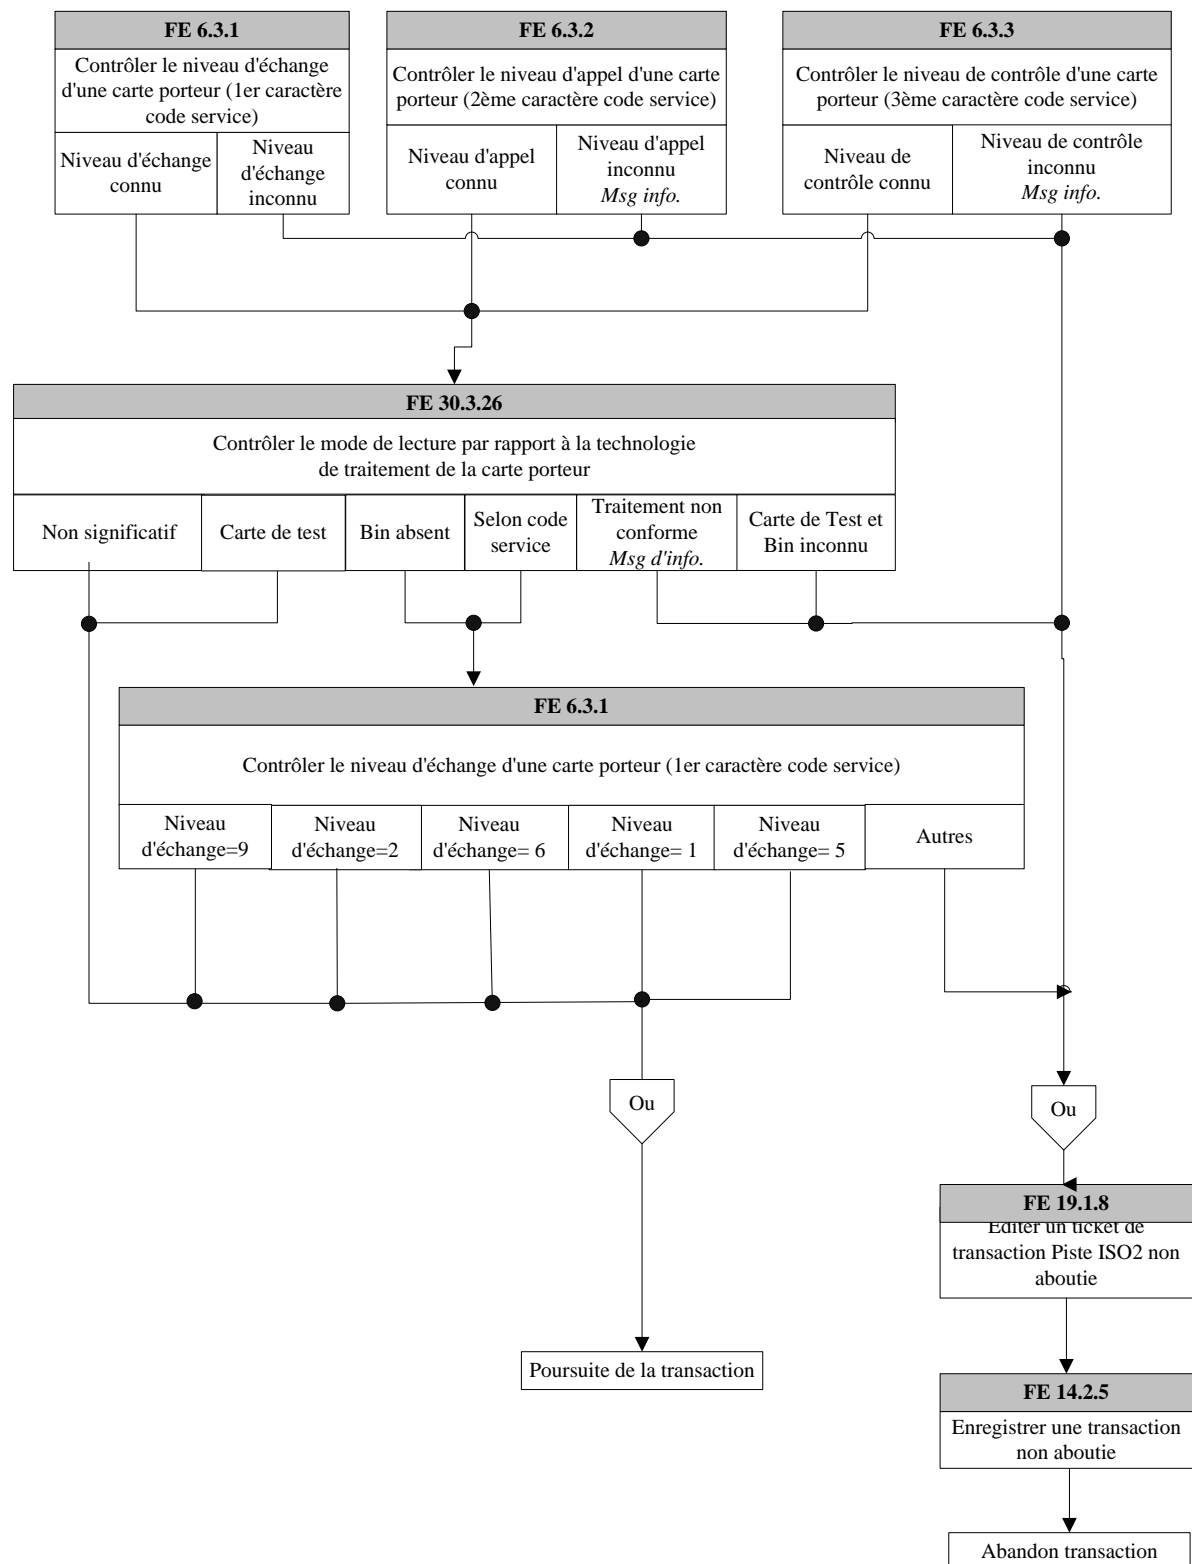 FE 6.3.1
Contrôler le niveau d'échange
d'une carte porteur (1er caractère
code service)
Niveau d'échange
connu
Niveau
d'échange
inconnu
FE 6.3.2
Contrôler le niveau d'appel d'une carte
porteur (2ème caractère code service)
Niveau d'appel
connu
Niveau d'appel
inconnu
Msg info.
FE 6.3.3
Contrôler le niveau de contrôle d'une carte
porteur (3ème caractère code service)
Niveau de
contrôle connu
Niveau de contrôle
inconnu
Msg info.
FE 30.3.26
Contrôler le mode de lecture par rapport à la technologie
de traitement de la carte porteur
Non significatif
Carte de test
Bin absent
Selon code
service
Traitement non
conforme
Msg d'info.
Carte de Test et
Bin inconnu
FE 6.3.1
Contrôler le niveau d'échange d'une carte porteur (1er caractère code service)
Niveau
d'échange=9
Niveau
d'échange=2
Niveau
d'échange= 6
Niveau
d'échange= 1
Niveau
d'échange= 5
Autres
Ou
Ou
FE 19.1.8
Editer un ticket de
transaction Piste ISO2 non
aboutie
Poursuite de la transaction
FE 14.2.5
Enregistrer une transaction
non aboutie
Abandon transaction